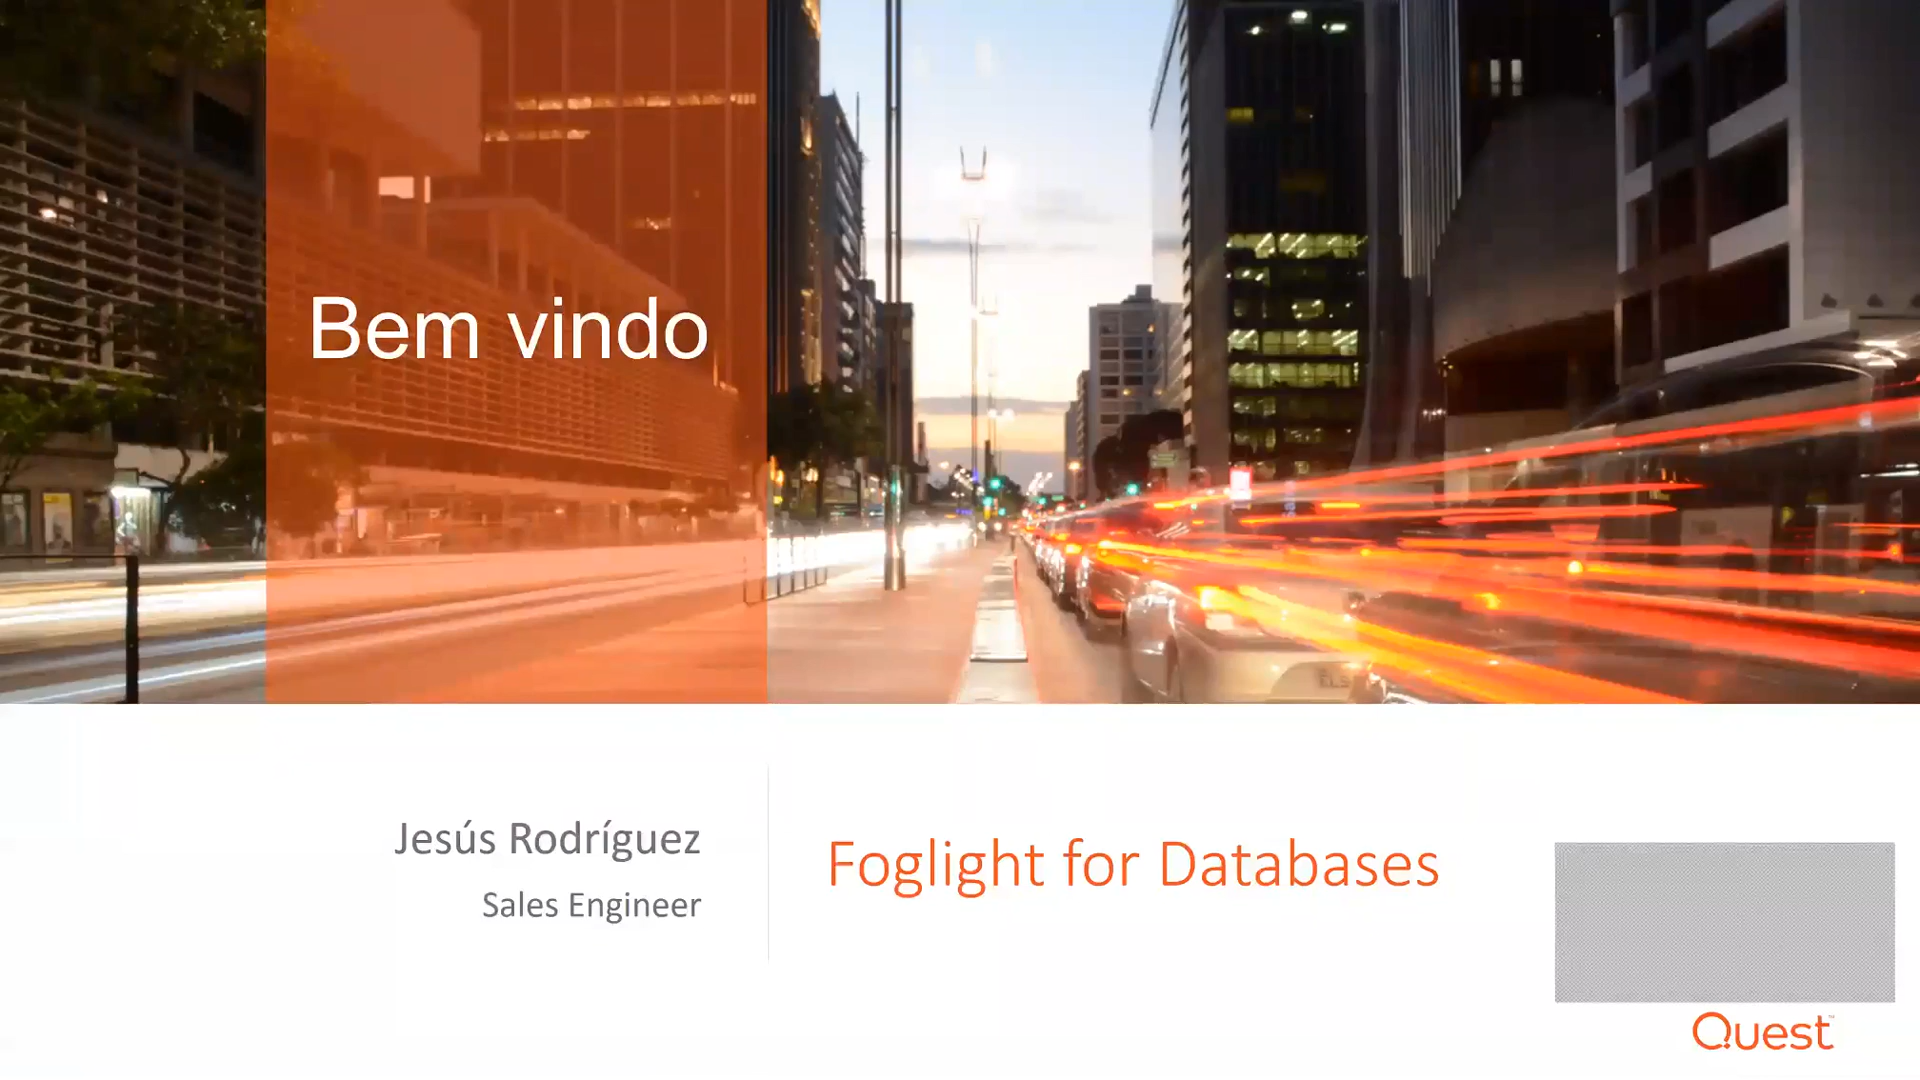 Bem vindo
Jesús Rodríguez
Sales Engineer
Foglight for Databases
Quest